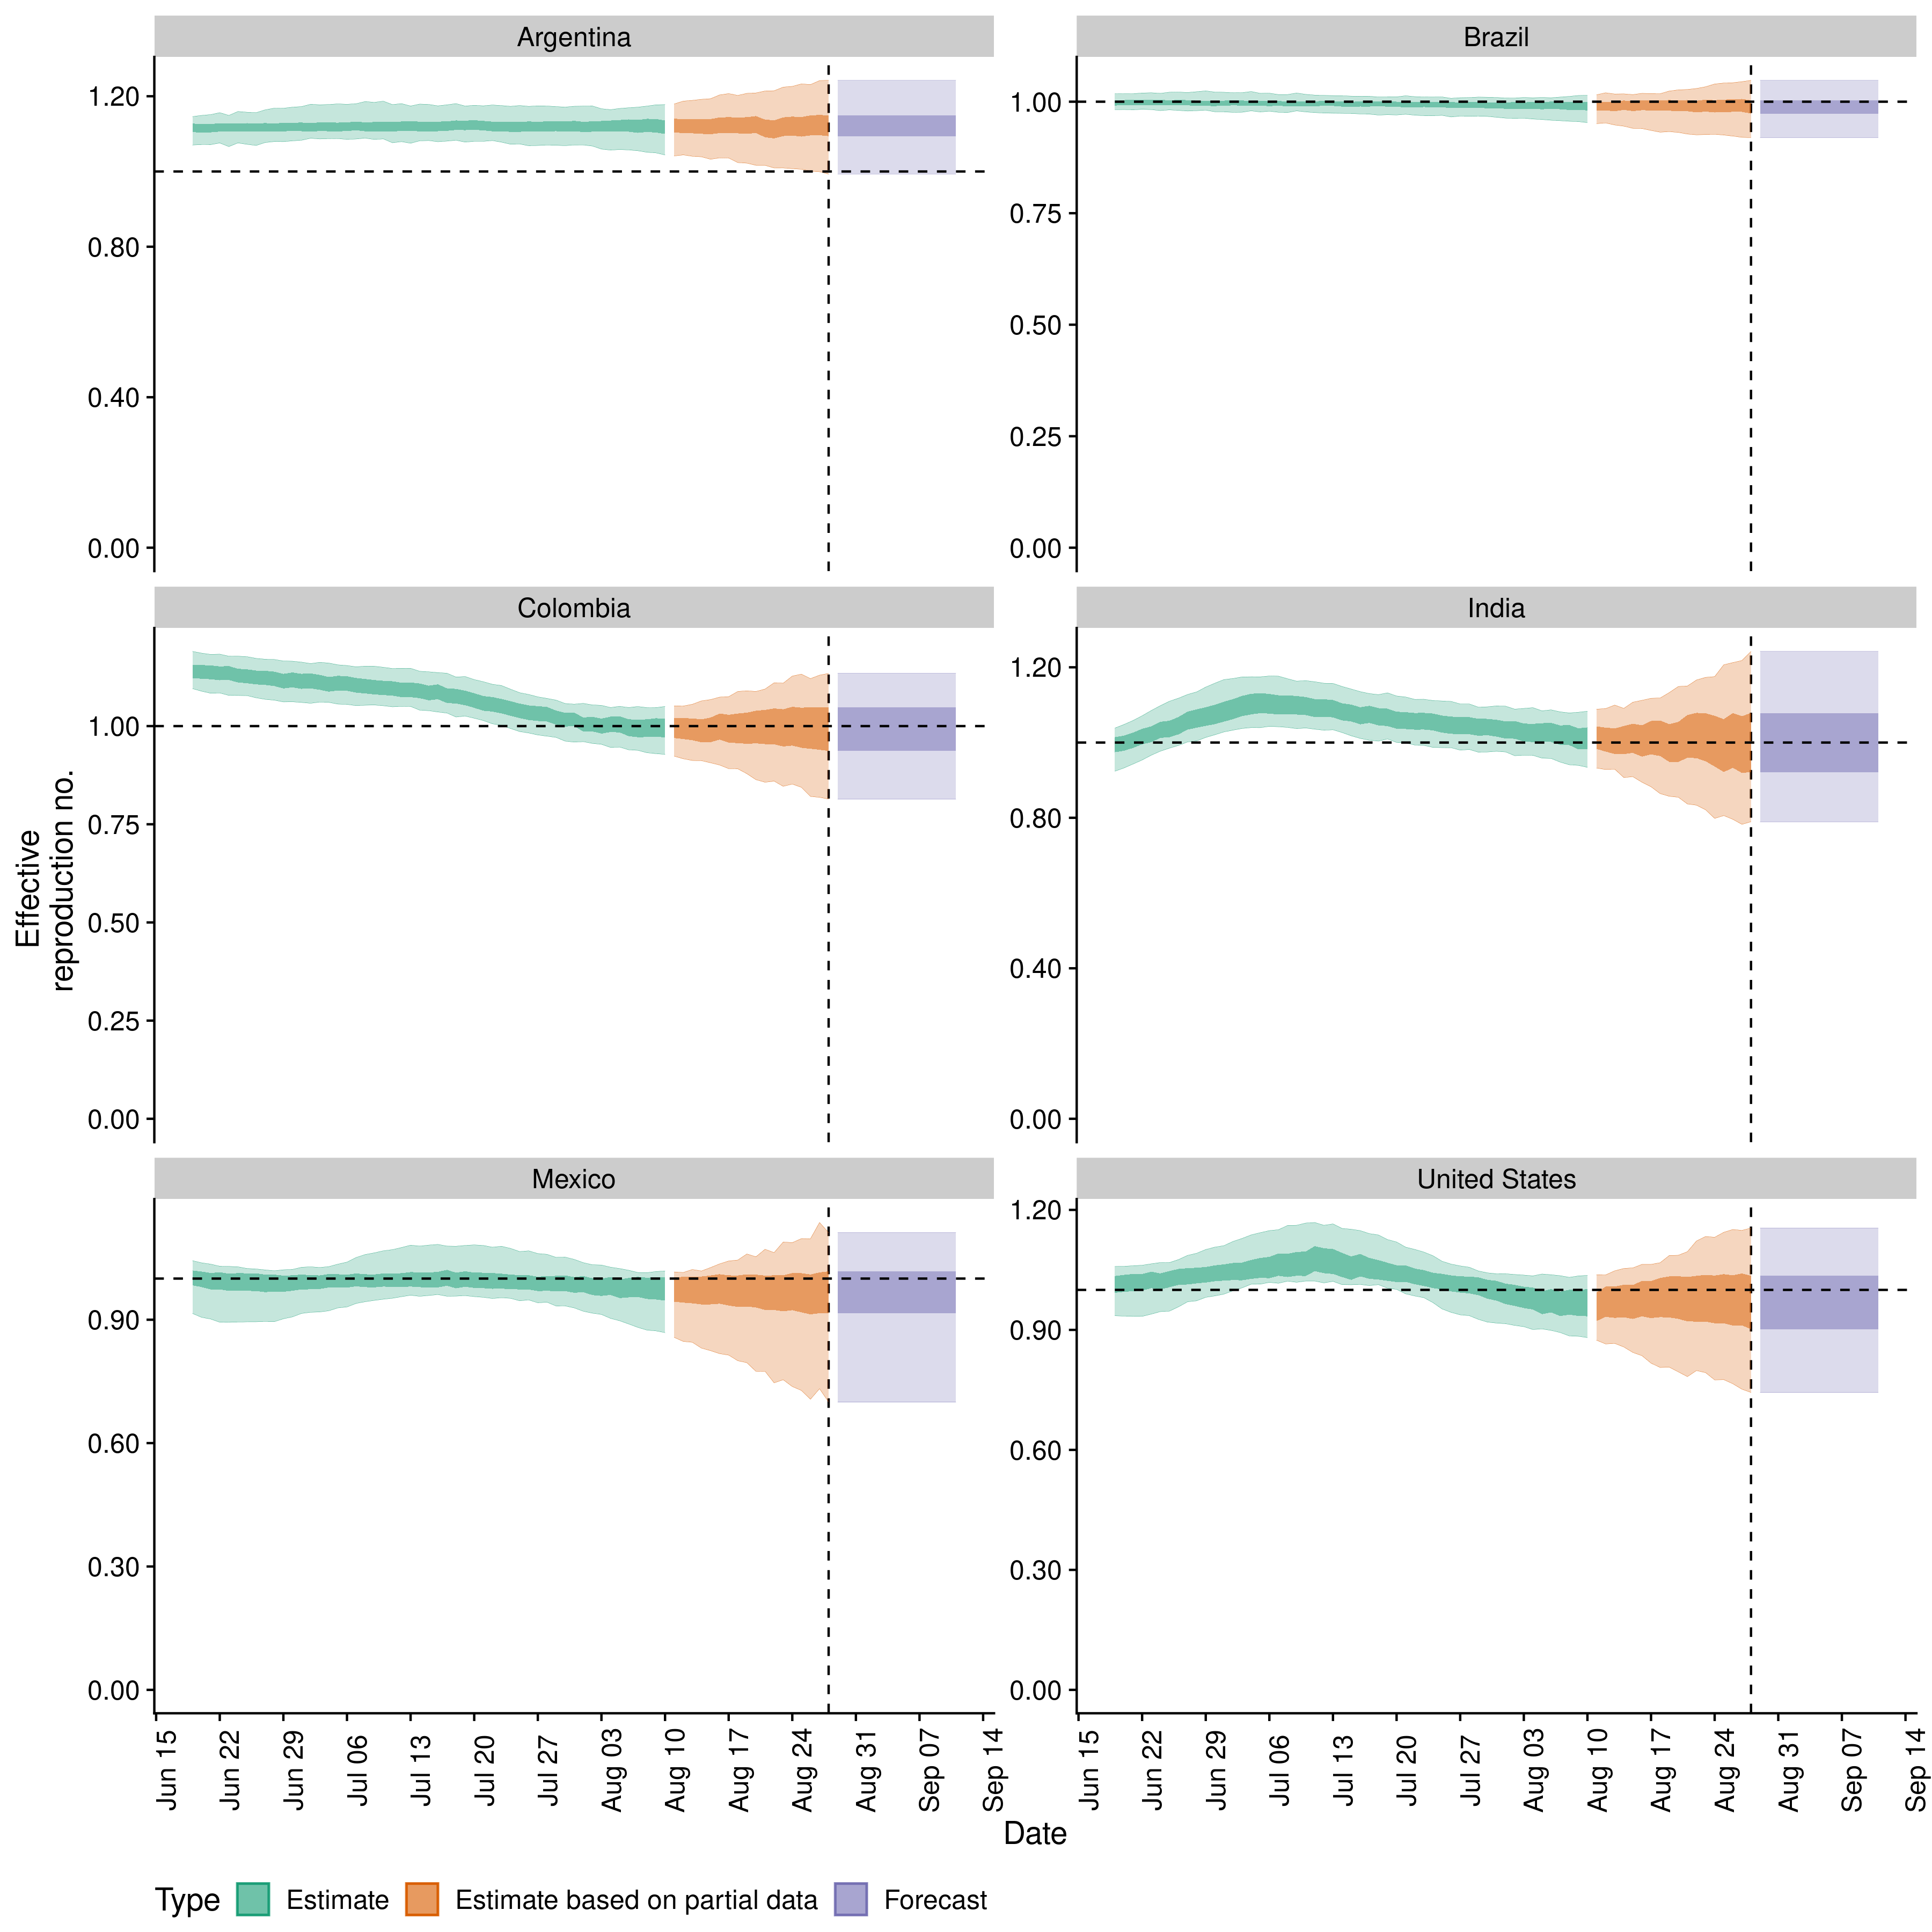 Argentina
Brazil
1.20
0.80
0.40
0.00
1.00
0.75
0.50
0.25
0.00
Colombia
India
1.00
0.75
0.50
0.25
0.00
1.20
0.80
0.40
0.00
Mexico
United States
0.90
0.60
0.30
0.00
1.20
0.90
0.60
0.30
0.00
Effective
reproduction no.
Jun 15
Jun 22
Jun 29
Jul 06
Jul 13
Jul 20
Jul 27
Aug 03
Aug 10
Aug 17
Aug 24
Aug 31
Sep 07
Sep 14
Jun 15
Jun 22
Jun 29
Jul 06
Jul 13
Jul 20
Jul 27
Aug 03
Aug 10
Aug 17
Aug 24
Aug 31
Sep 07
Sep 14
Date
Type Estimate Estimate based on partial data Forecast